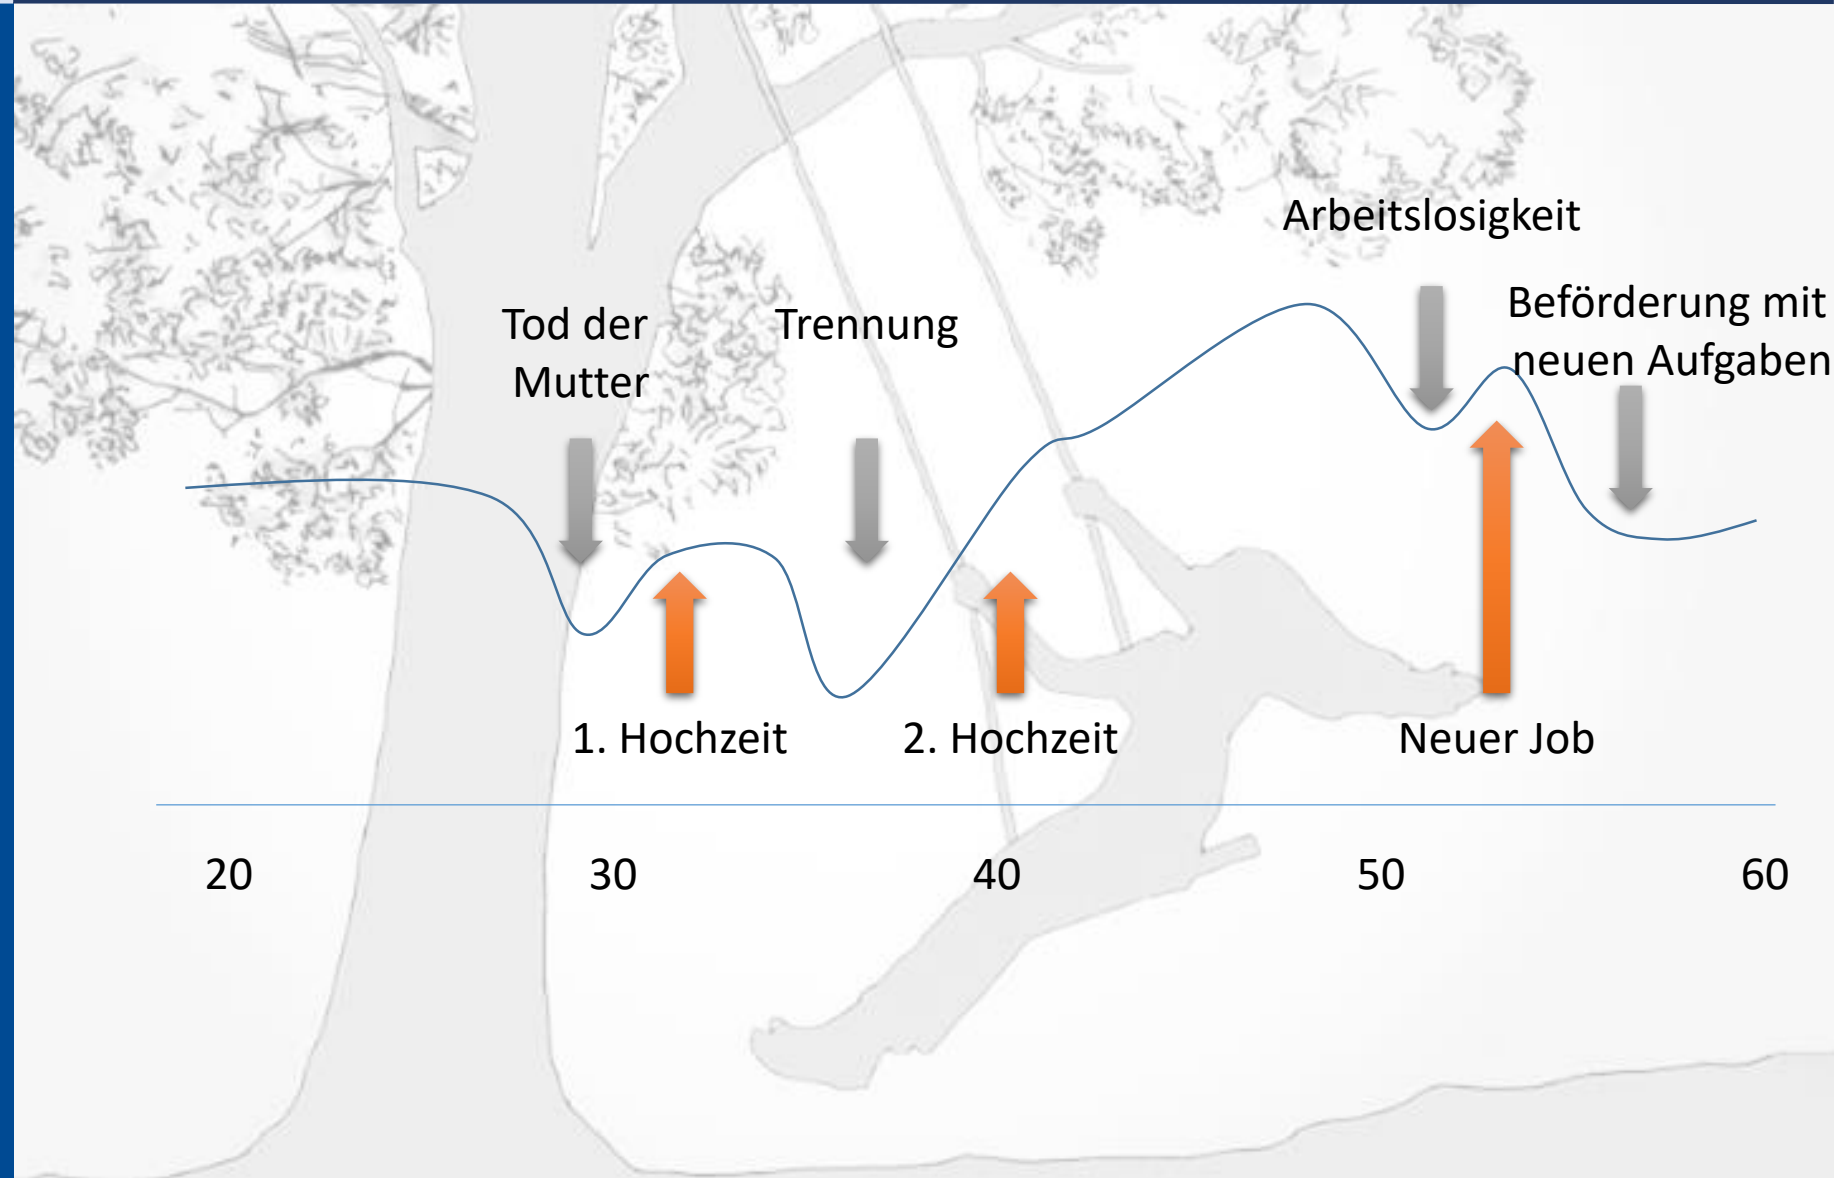 Arbeitslosigkeit
Beförderung mit
neuen Aufgaben
Tod der
Mutter
Trennung
1. Hochzeit
2. Hochzeit
Neuer Job
20
30
40
50
60